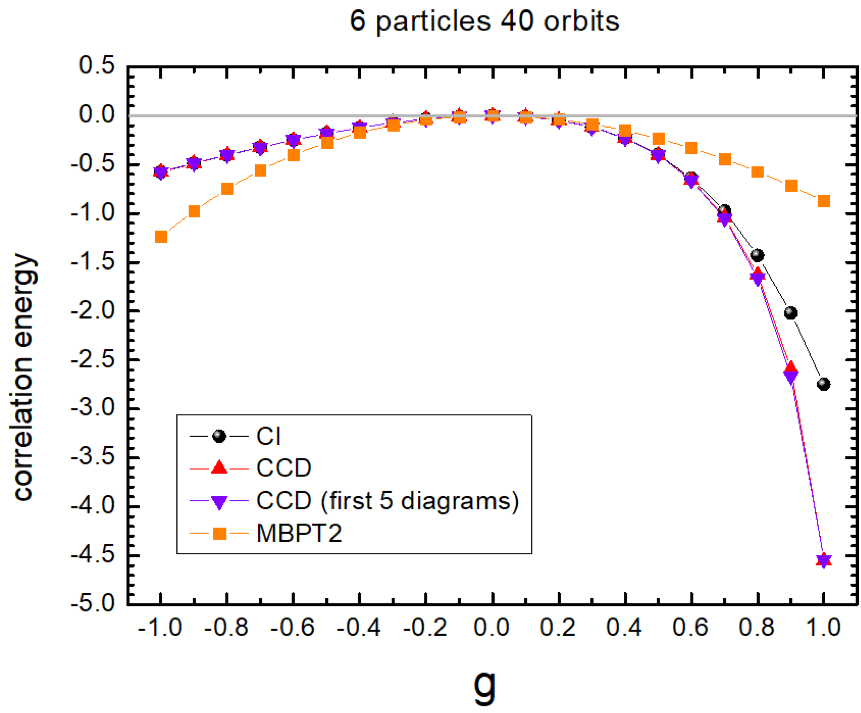 6 particles 40 orbits
0.5
0.0
-0.5
-1.0
-1.5
-2.0
-2.5
-3.0
-3.5
-4.0
-4.5
-5.0
correlation energy
CI
CCD
CCD (first 5 diagrams)
MBPT2
-1.0 -0.8 -0.6 -0.4 -0.2 0.0 0.2 0.4 0.6 0.8 1.0
g